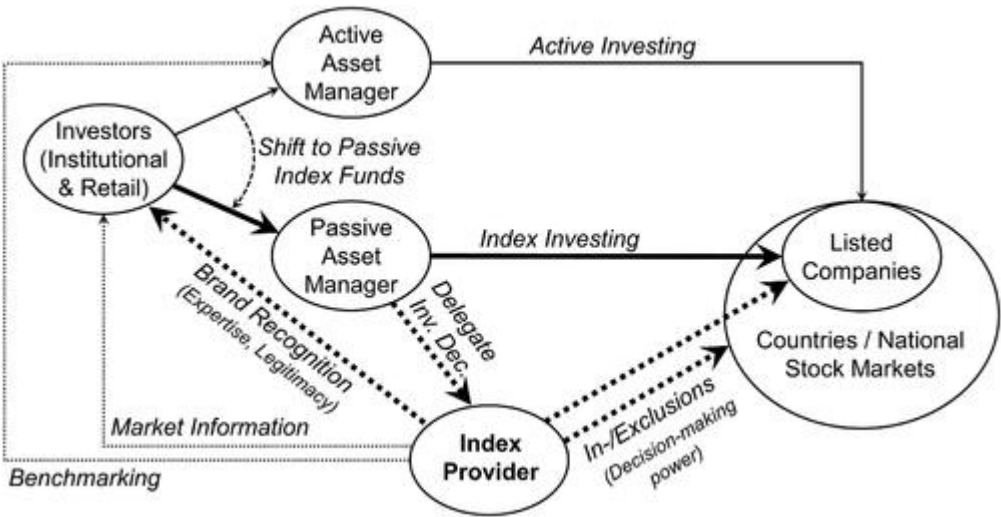 Active
Asset
Manager
Active Investing
Investors
(Institutional
& Retail)
Shift to Passive
Index Funds
Passive
Asset
Manager
Index Investing
Listed
Companies
Countries / National
Stock Markets
Brand Recognition
(Expertise, Legitimacy)
Delegate
Inv. Dec.
In-/Exclusions
(Decision-making
power)
Market Information
Index
Provider
Benchmarking